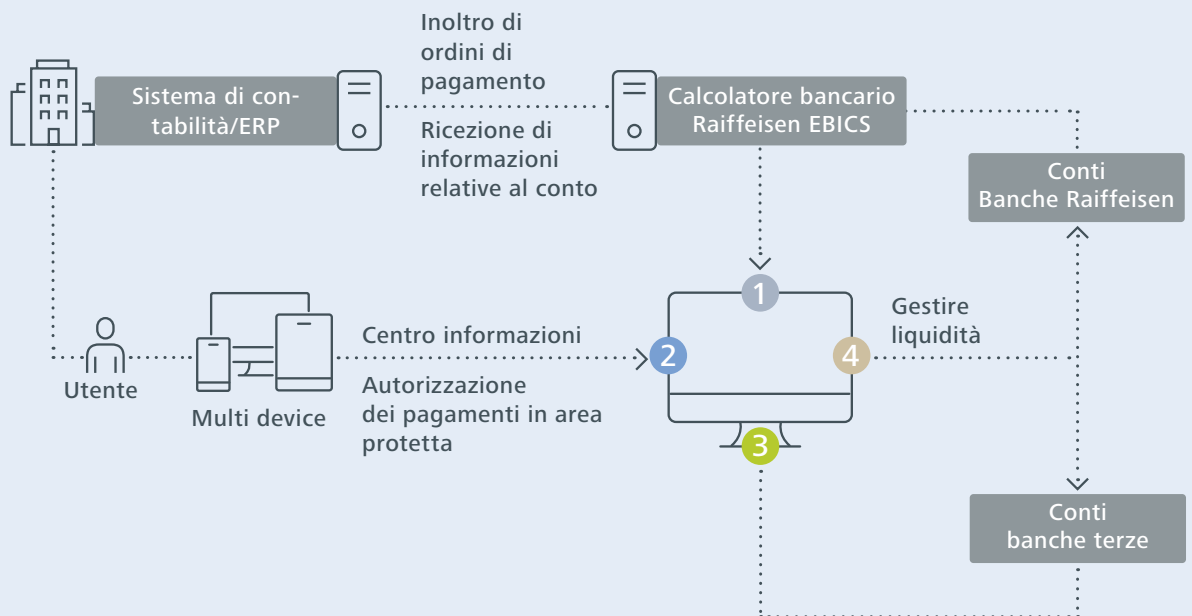 Inoltro di
ordini di
pagamento
Sistema di con-
tabilità/ERP
Calcolatore bancario
Raiffeisen EBICS
Ricezione di
informazioni
relative al conto
Conti
Banche Raiffeisen
1
Gestire
liquidità
Centro informazioni
2
4
Utente
Multi device
Autorizzazione
dei pagamenti in area
protetta
3
Conti
banche terze